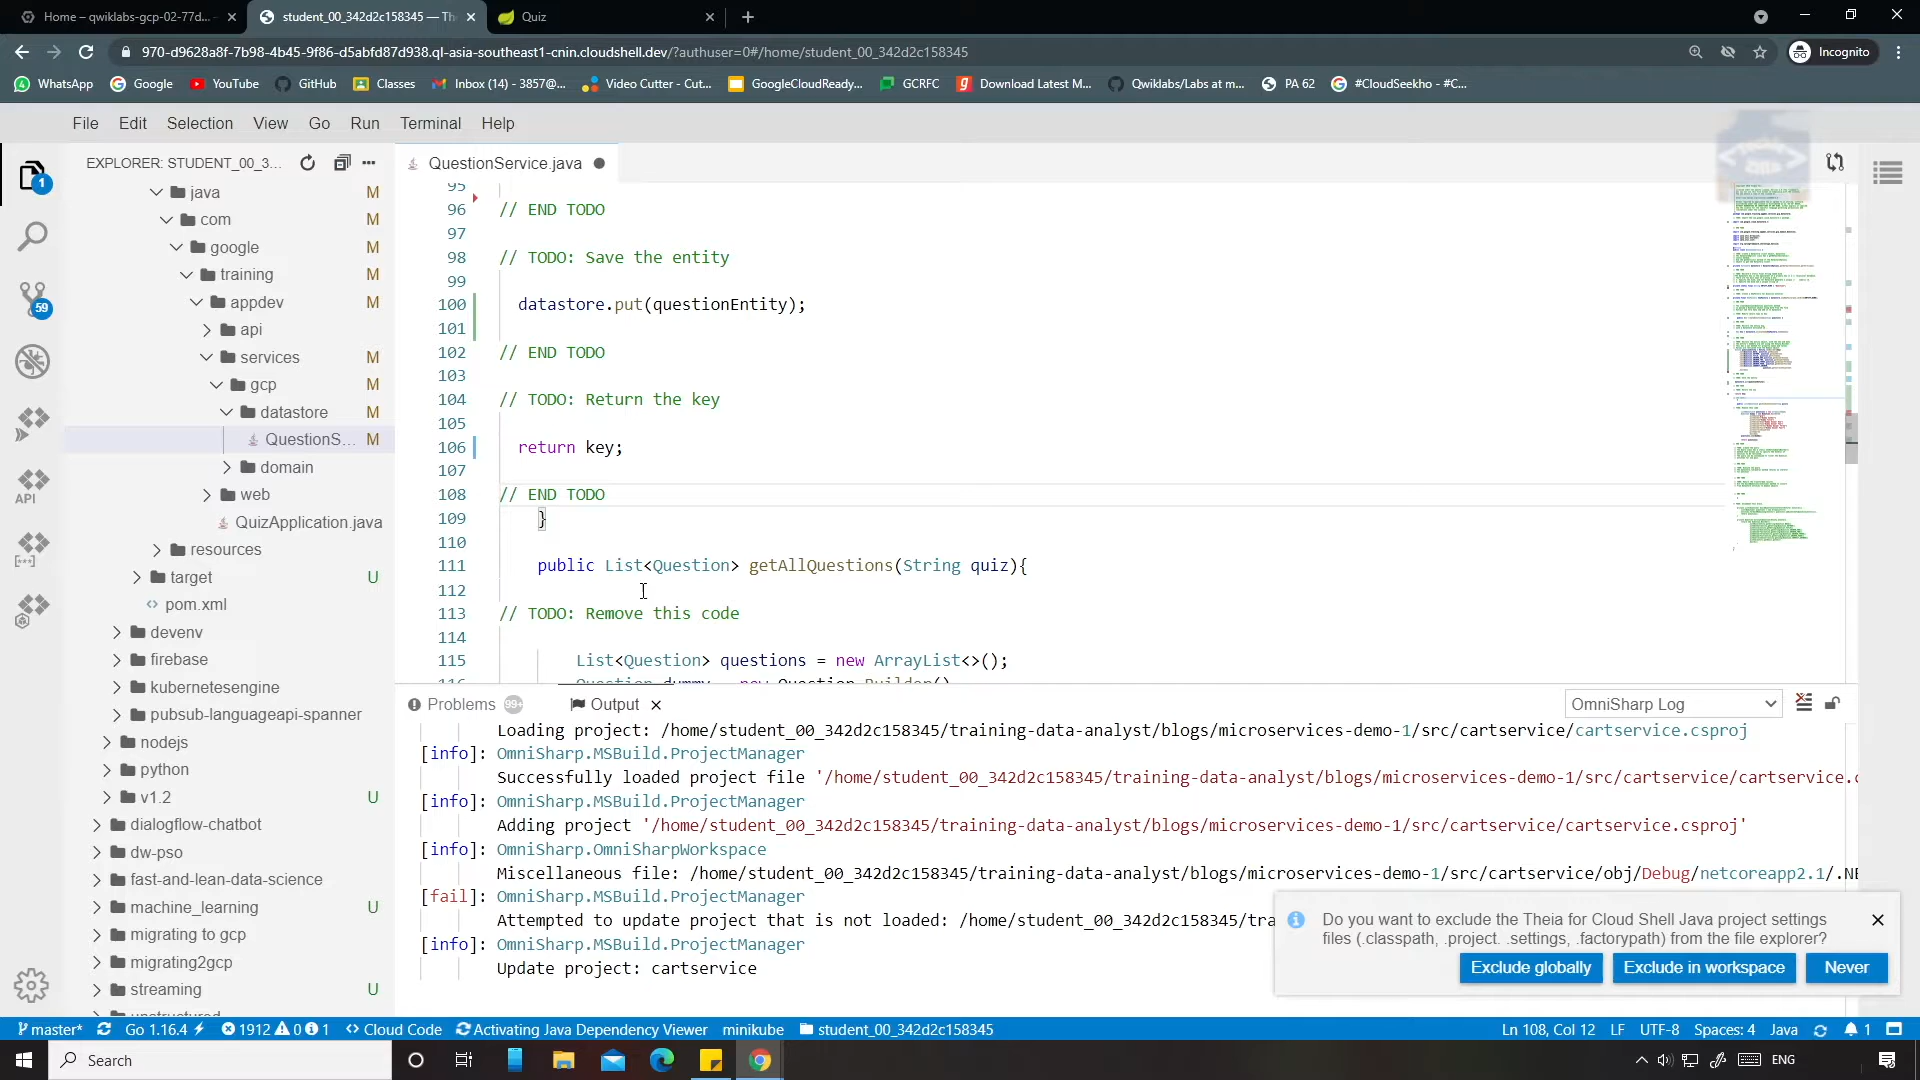 Home – qwiklabs-gcp-02-77d...
student_00_342d2c158345 — The
Quiz
970-d9628a8f-7b98-4b45-9f86-d5abfd87d938.ql-asia-southeast1-cnin.cloudshell.dev/?authuser=0#/home/student_00_342d2c158345
Incognito
WhatsApp
Google
YouTube
GitHub
Classes
Inbox (14) - 3857@...
Video Cutter - Cut...
GoogleCloudReady...
GCRFC
Download Latest M...
Qwiklabs/Labs at m...
PA 62
#CloudSeekho - #C...
File Edit Selection View Go Run Terminal Help
EXPLORER: STUDENT_00_3...
QuestionService.java
1
59
API
java M
com M
google M
training M
appdev M
api
services M
gcp M
datastore M
QuestionS... M
domain
web
QuizApplication.java
resources
target U
pom.xml
devenv
firebase
kubernetesengine
pubsub-languageapi-spanner
nodejs
python
v1.2 U
dialogflow-chatbot
dw-pso
fast-and-lean-data-science
machine_learning U
migrating to gcp
migrating2gcp
streaming U
unstructured
95
96 // END TODO
97
98 // TODO: Save the entity
99
100 datastore.put(questionEntity);
101
102 // END TODO
103
104 // TODO: Return the key
105
106 return key;
107
108 // END TODO
109 }
110
111 public List<Question> getAllQuestions(String quiz){
112
113 // TODO: Remove this code
114
115 List<Question> questions = new ArrayList<>();
116 Question dummy = new Question.Builder()
Problems 99+
Output
OmniSharp Log
Loading project: /home/student_00_342d2c158345/training-data-analyst/blogs/microservices-demo-1/src/cartservice/cartservice.csproj
[info]: OmniSharp.MSBuild.ProjectManager
Successfully loaded project file '/home/student_00_342d2c158345/training-data-analyst/blogs/microservices-demo-1/src/cartservice/cartservice.c
[info]: OmniSharp.MSBuild.ProjectManager
Adding project '/home/student_00_342d2c158345/training-data-analyst/blogs/microservices-demo-1/src/cartservice/cartservice.csproj'
[info]: OmniSharp.OmniSharpWorkspace
Miscellaneous file: /home/student_00_342d2c158345/training-data-analyst/blogs/microservices-demo-1/src/cartservice/obj/Debug/netcoreapp2.1/.NE
[fail]: OmniSharp.MSBuild.ProjectManager
Attempted to update project that is not loaded: /home/student_00_342d2c158345/tra
[info]: OmniSharp.MSBuild.ProjectManager
Update project: cartservice
Do you want to exclude the Theia for Cloud Shell Java project settings
files (.classpath, .project. .settings, .factorypath) from the file explorer?
Exclude globally
Exclude in workspace
Never
master* Go 1.16.4 1912 0 1 Cloud Code Activating Java Dependency Viewer minikube student_00_342d2c158345
Ln 108, Col 12 LF UTF-8 Spaces: 4 Java 1
Search
ENG